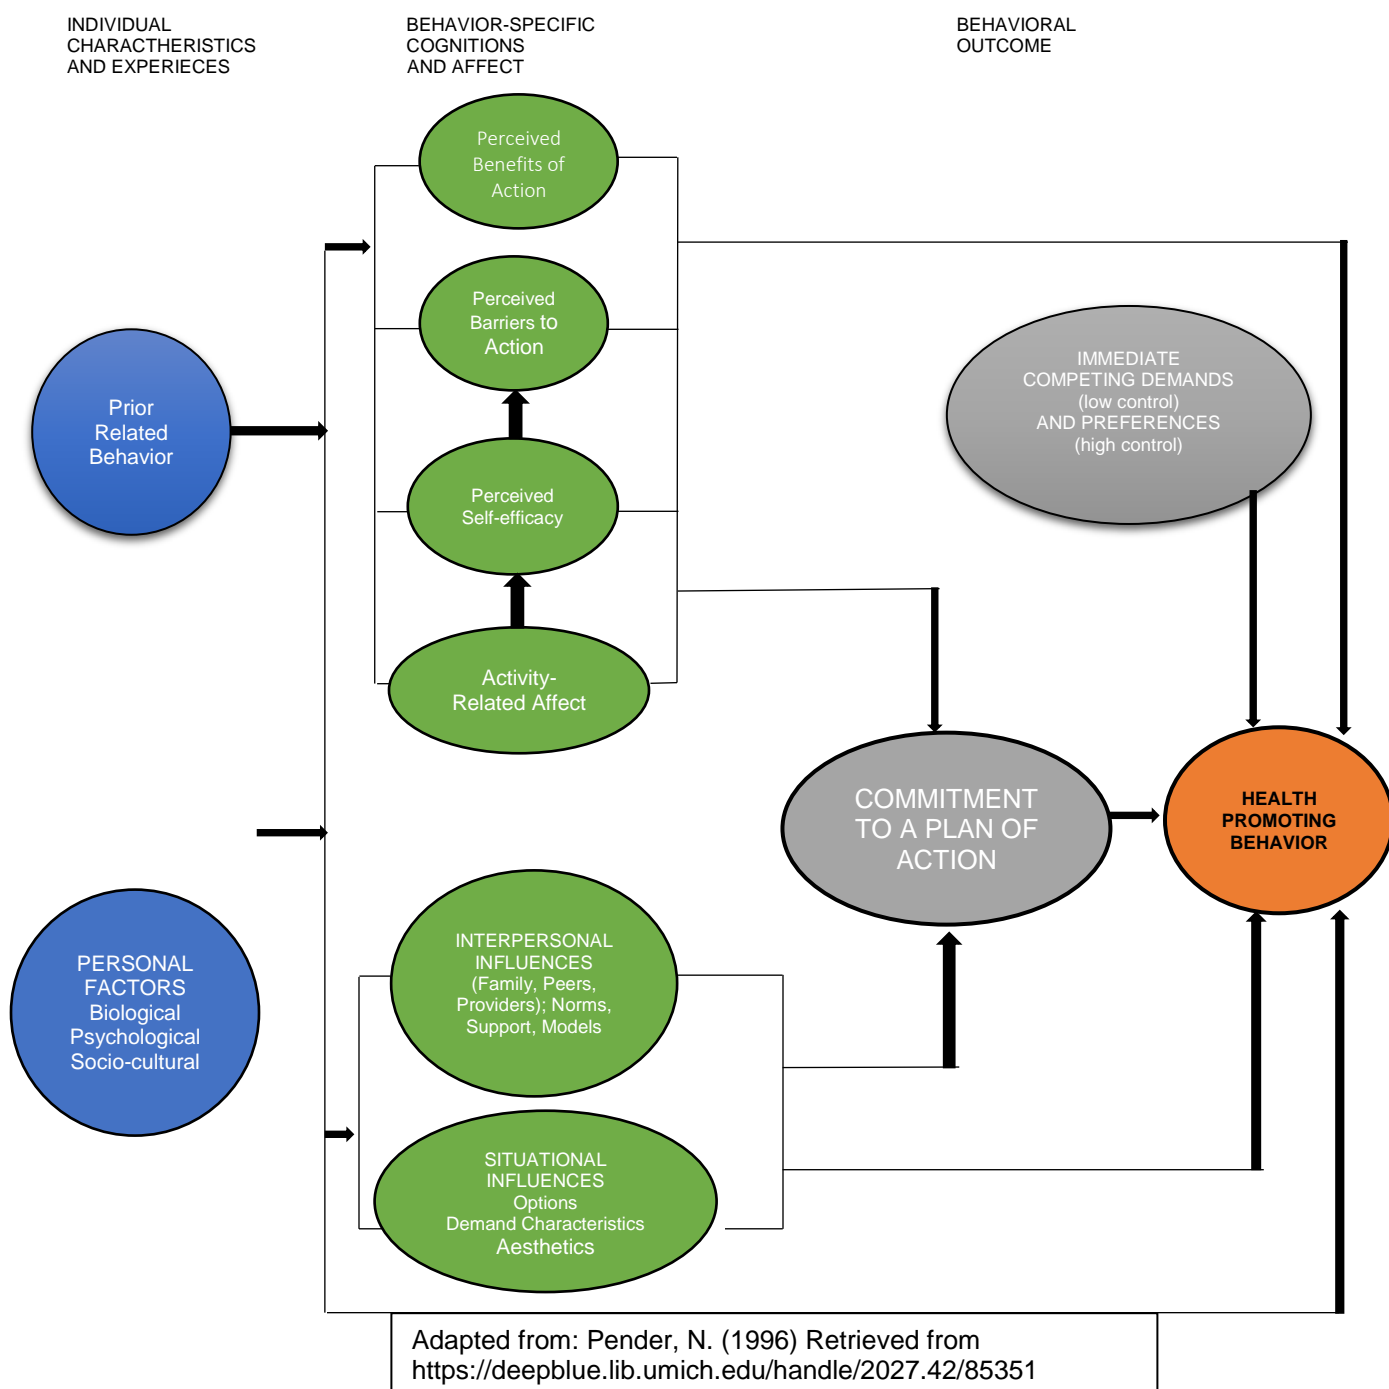 INDIVIDUAL
CHARACTHERISTICS
AND EXPERIECES
BEHAVIOR-SPECIFIC
COGNITIONS
AND AFFECT
BEHAVIORAL
OUTCOME
Perceived
Benefits of
Action
Perceived
Barriers to
Action
Prior
Related
Behavior
IMMEDIATE
COMPETING DEMANDS
(low control)
AND PREFERENCES
(high control)
Perceived
Self-efficacy
Activity-
Related Affect
COMMITMENT
TO A PLAN OF
ACTION
HEALTH
PROMOTING
BEHAVIOR
PERSONAL
FACTORS
Biological
Psychological
Socio-cultural
INTERPERSONAL
INFLUENCES
(Family, Peers,
Providers); Norms,
Support, Models
SITUATIONAL
INFLUENCES
Options
Demand Characteristics
Aesthetics
Adapted from: Pender, N. (1996) Retrieved from
https://deepblue.lib.umich.edu/handle/2027.42/85351